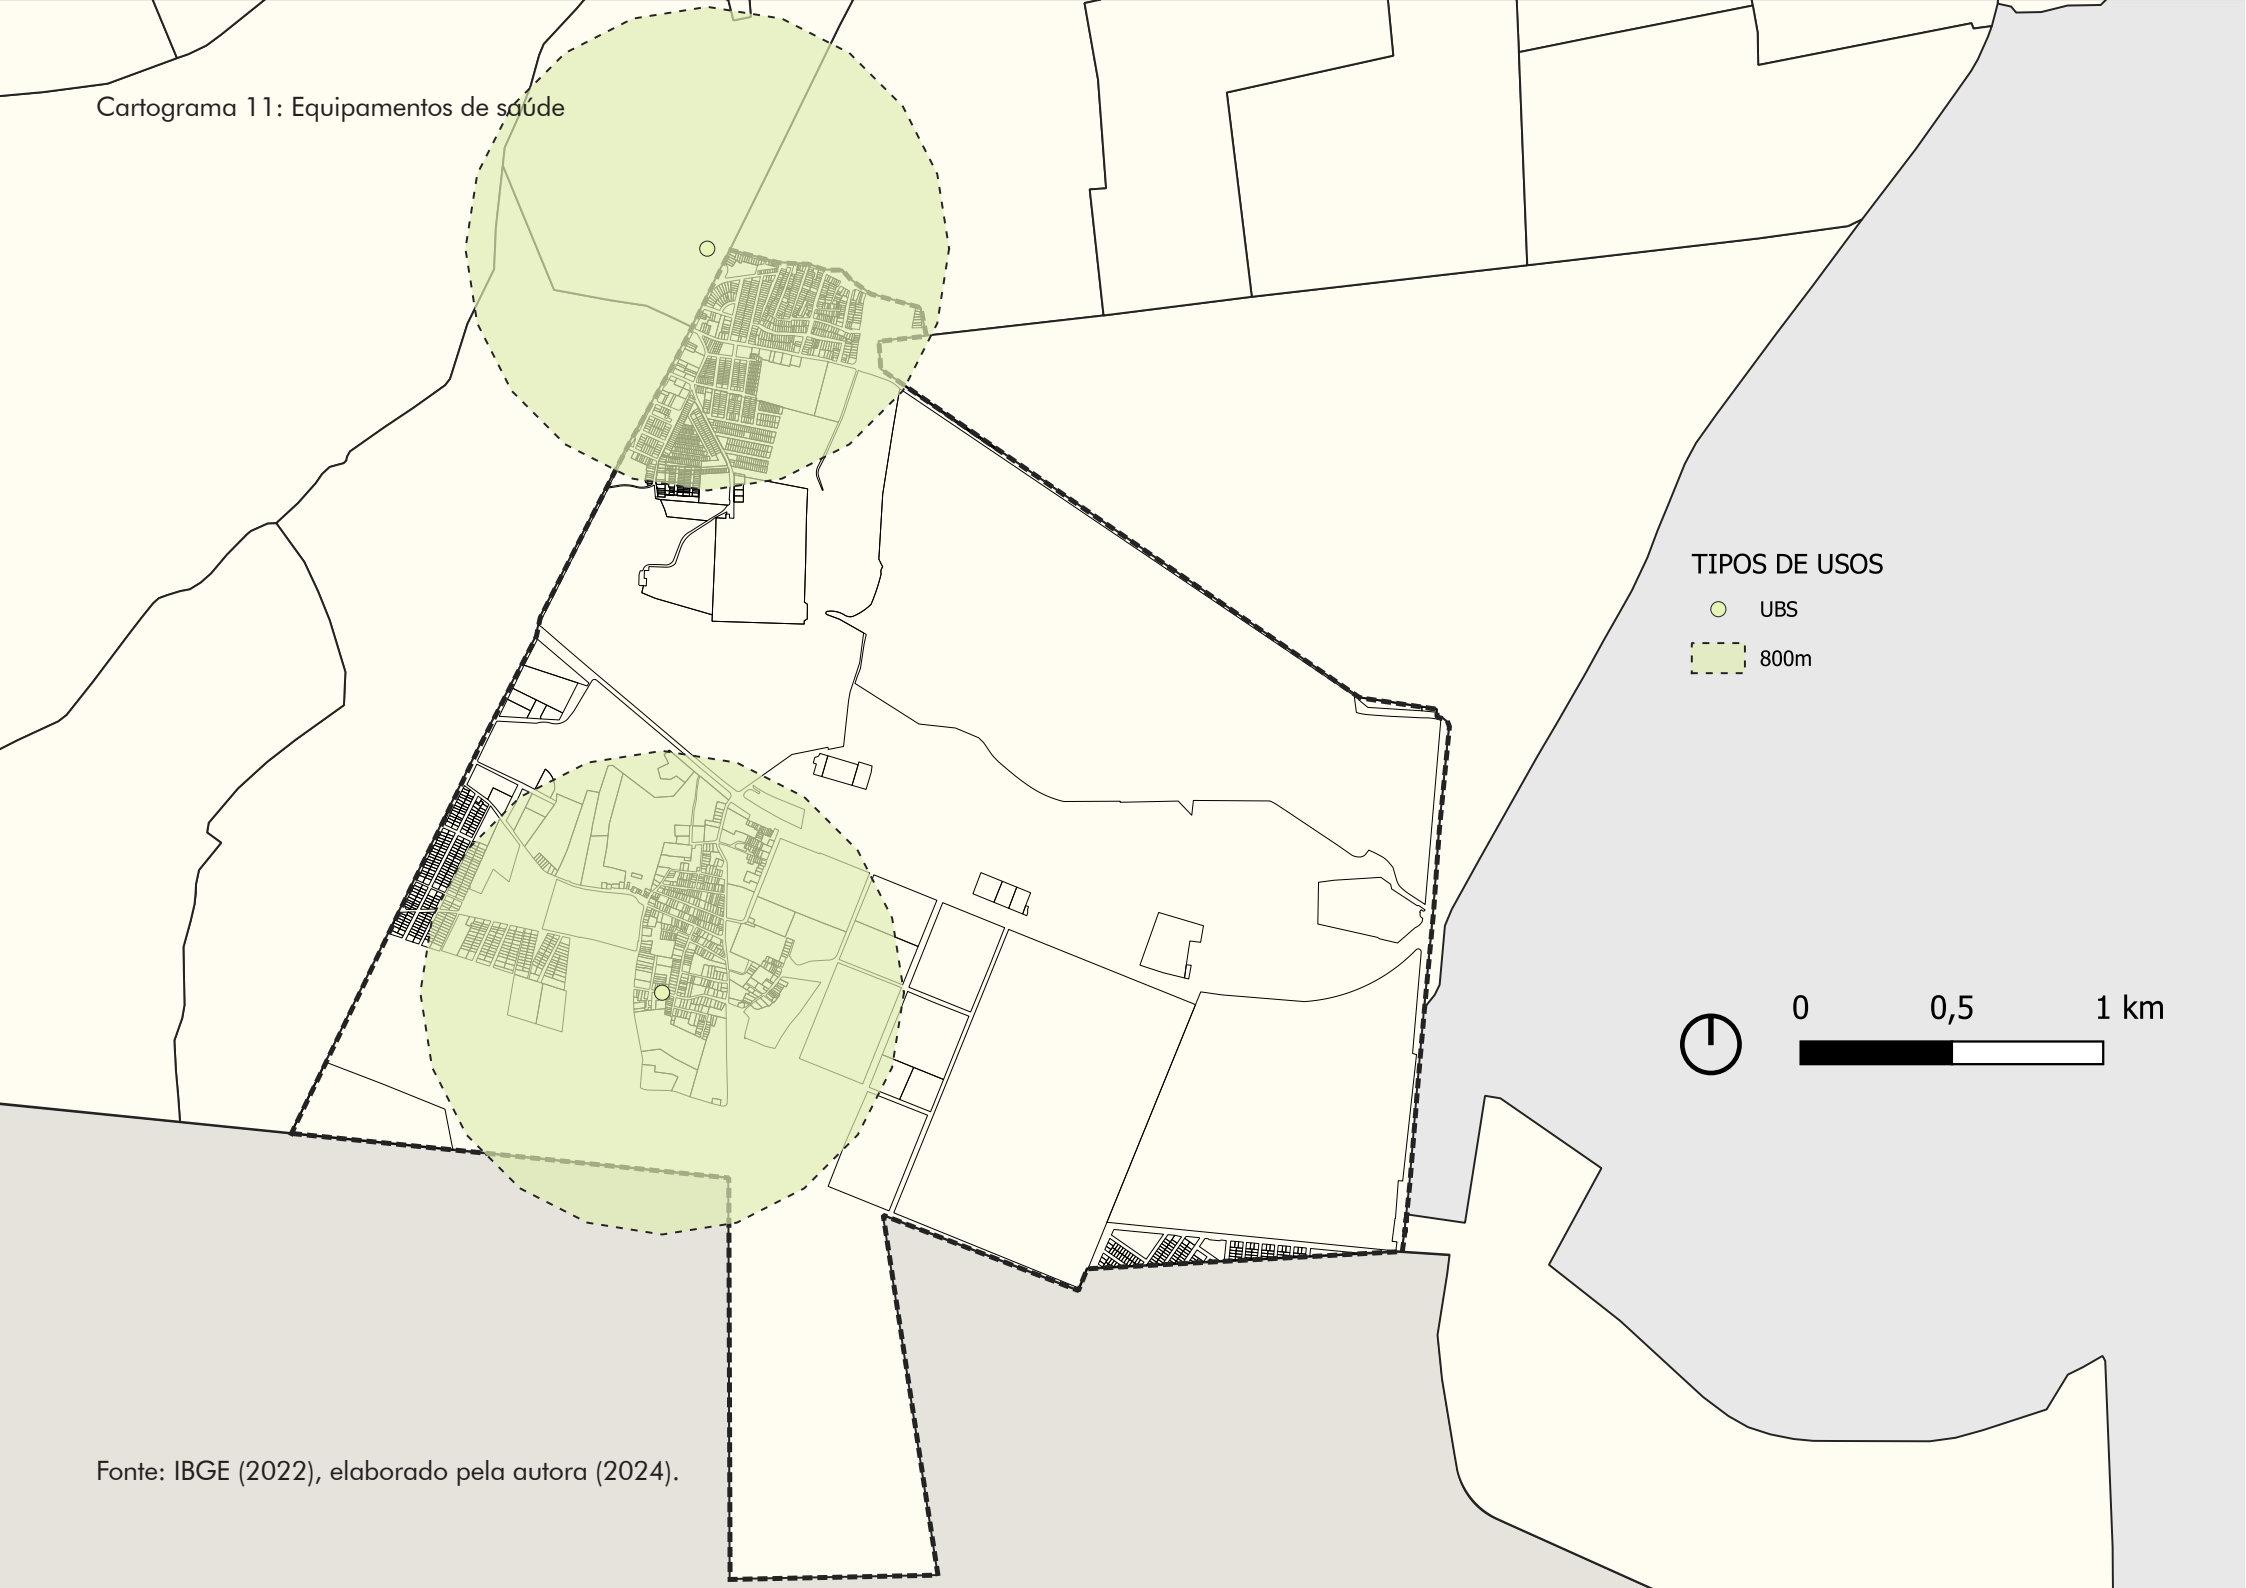 Cartograma 11: Equipamentos de saúde
TIPOS DE USOS
UBS
800m
0 0,5 1 km
Fonte: IBGE (2022), elaborado pela autora (2024).